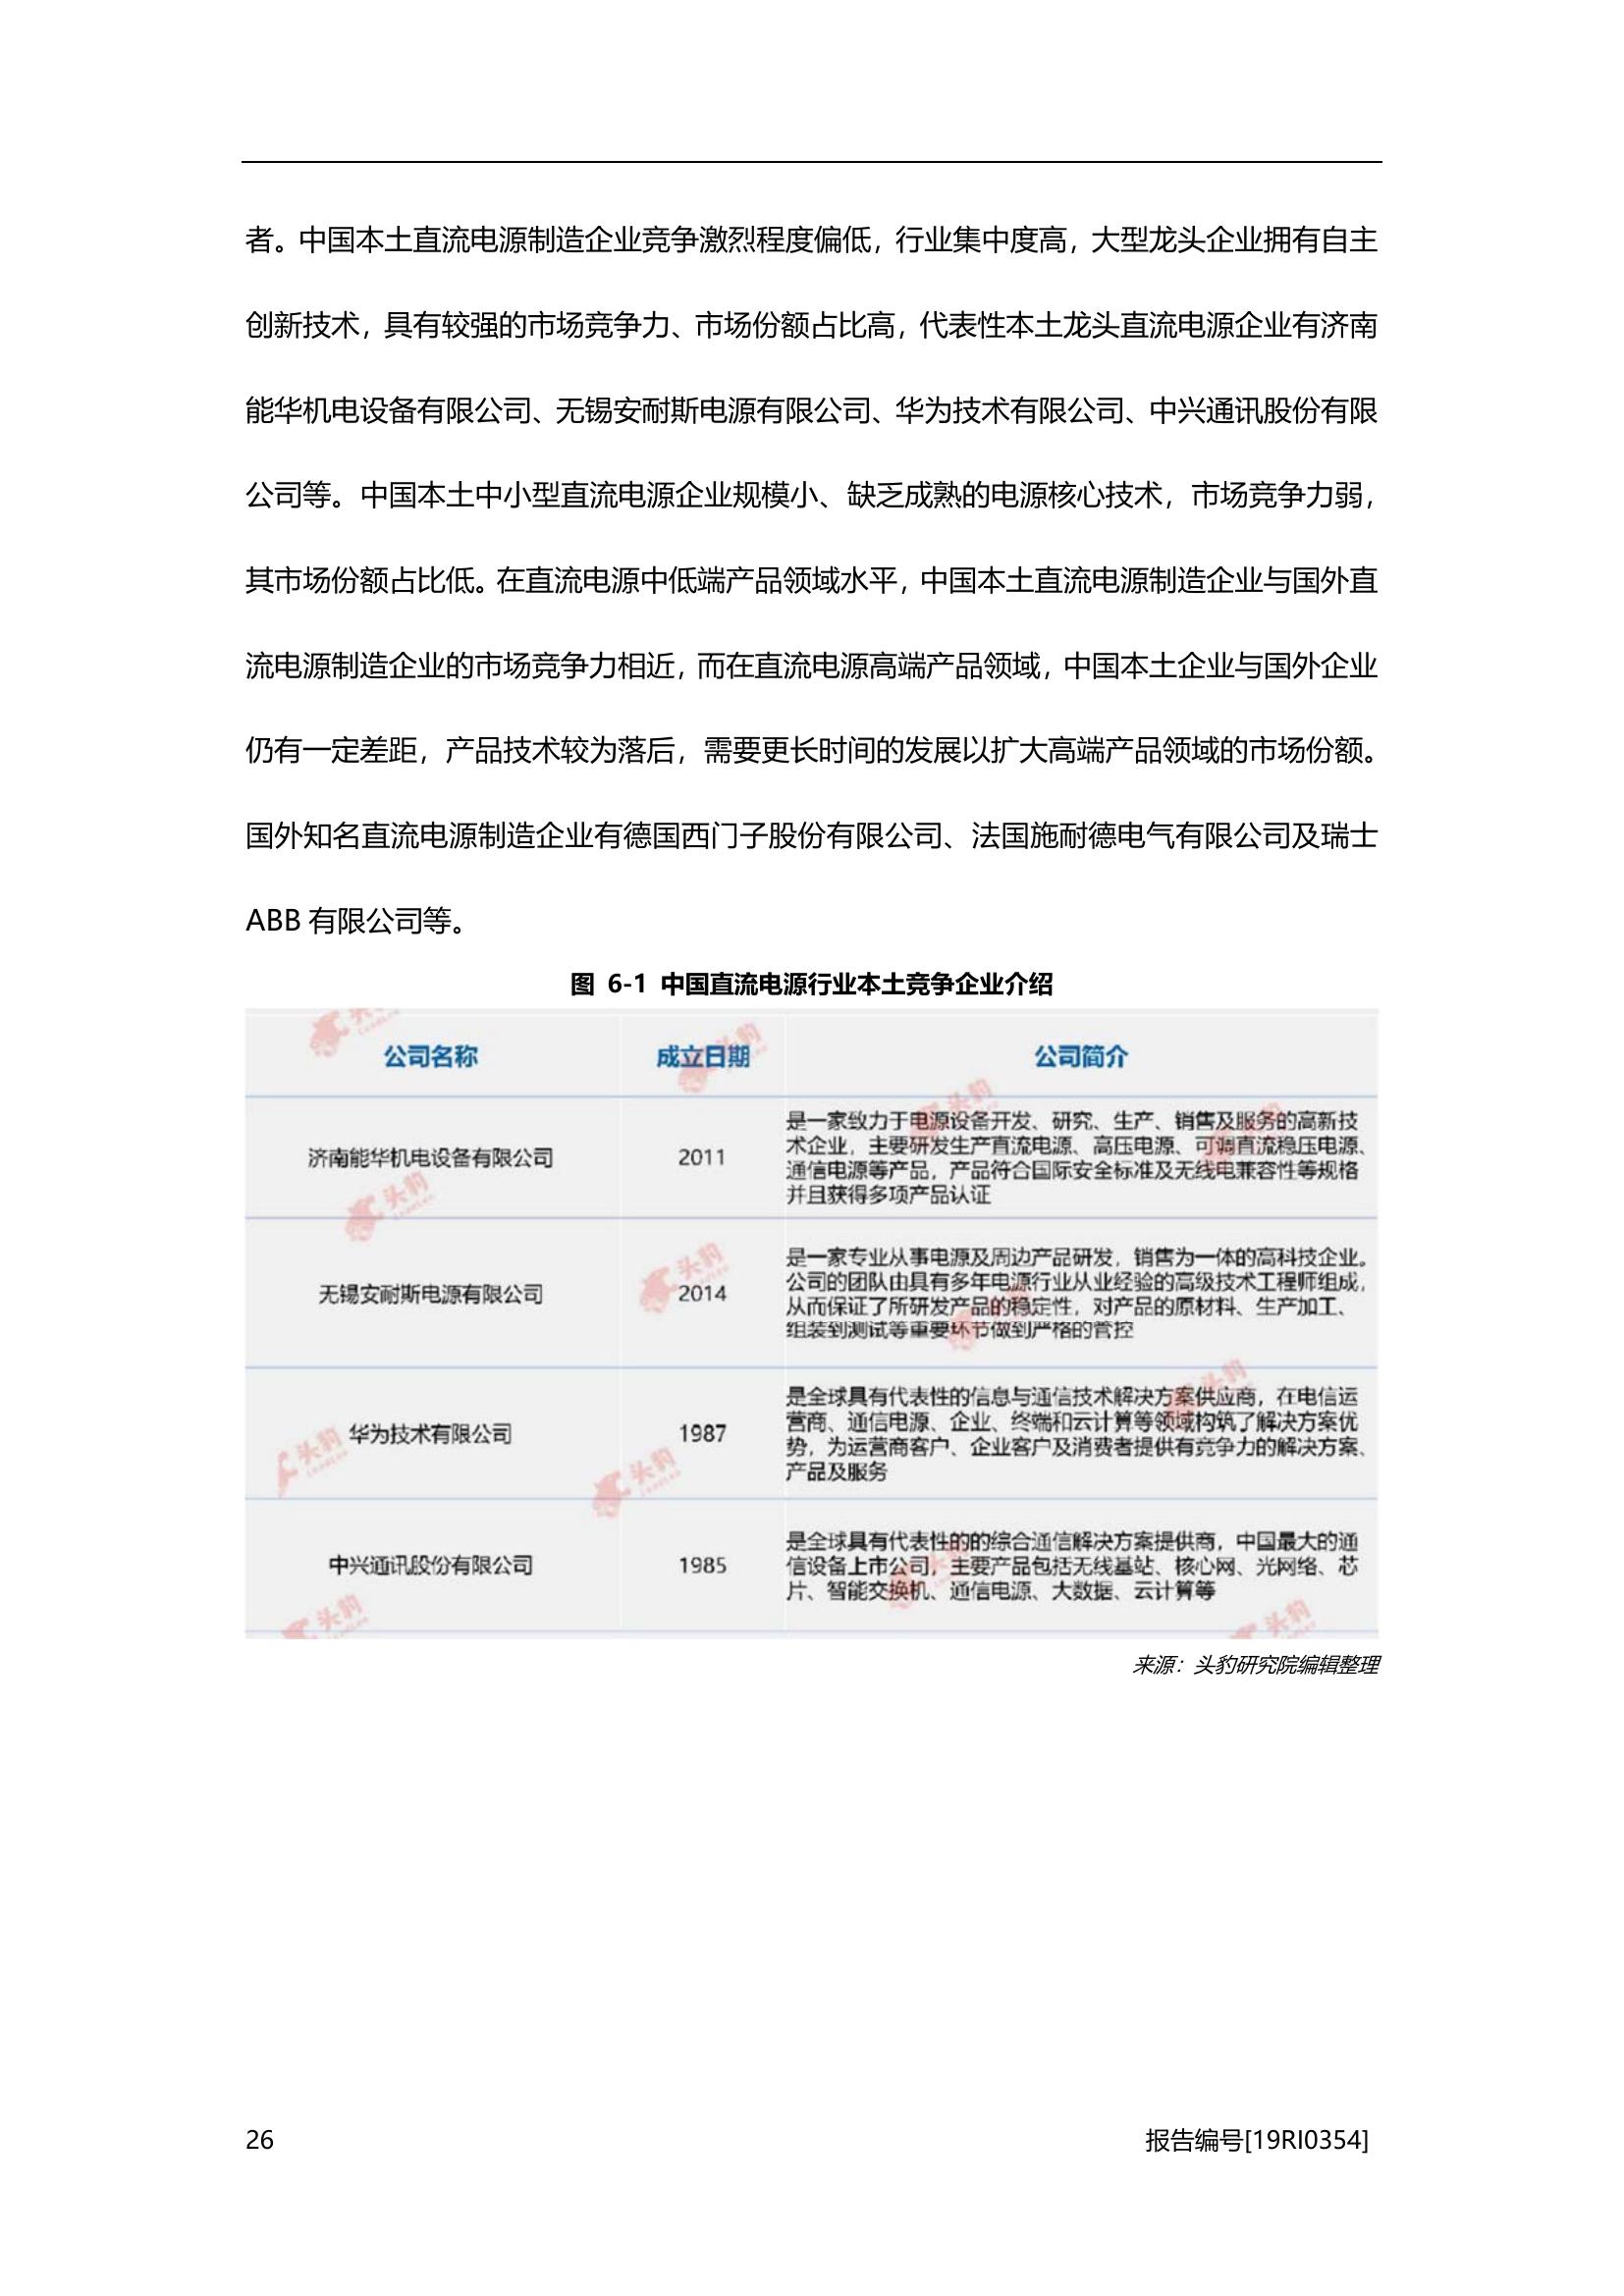 者。中国本土直流电源制造企业竞争激烈程度偏低，行业集中度高，大型龙头企业拥有自主
创新技术，具有较强的市场竞争力、市场份额占比高，代表性本土龙头直流电源企业有济南
能华机电设备有限公司、无锡安耐斯电源有限公司、华为技术有限公司、中兴通讯股份有限
公司等。中国本土中小型直流电源企业规模小、缺乏成熟的电源核心技术，市场竞争力弱，
其市场份额占比低。在直流电源中低端产品领域水平，中国本土直流电源制造企业与国外直
流电源制造企业的市场竞争力相近，而在直流电源高端产品领域，中国本土企业与国外企业
仍有一定差距，产品技术较为落后，需要更长时间的发展以扩大高端产品领域的市场份额。
国外知名直流电源制造企业有德国西门子股份有限公司、法国施耐德电气有限公司及瑞士
ABB 有限公司等。
图 6-1 中国直流电源行业本土竞争企业介绍
公司名称 成立日期 公司简介
济南能华机电设备有限公司 2011
是一家致力于电源设备开发、研究、生产、销售及服务的高新技
术企业，主要研发生产直流电源、高压电源、可调直流稳压电源、
通信电源等产品，产品符合国际安全标准及无线电兼容性等规格
并且获得多项产品认证
无锡安耐斯电源有限公司 2014
是一家专业从事电源及周边产品研发，销售为一体的高科技企业。
公司的团队由具有多年电源行业从业经验的高级技术工程师组成，
从而保证了所研发产品的稳定性，对产品的原材料、生产加工、
组装到测试等重要环节做到严格的管控
华为技术有限公司 1987
是全球具有代表性的信息与通信技术解决方案供应商，在电信运
营商、通信电源、企业、终端和云计算等领域构筑了解决方案优
势，为运营商客户、企业客户及消费者提供有竞争力的解决方案、
产品及服务
中兴通讯股份有限公司 1985
是全球具有代表性的的综合通信解决方案提供商，中国最大的通
信设备上市公司，主要产品包括无线基站、核心网、光网络、芯
片、智能交换机、通信电源、大数据、云计算等
来源：头豹研究院编辑整理
26 报告编号[19RI0354]